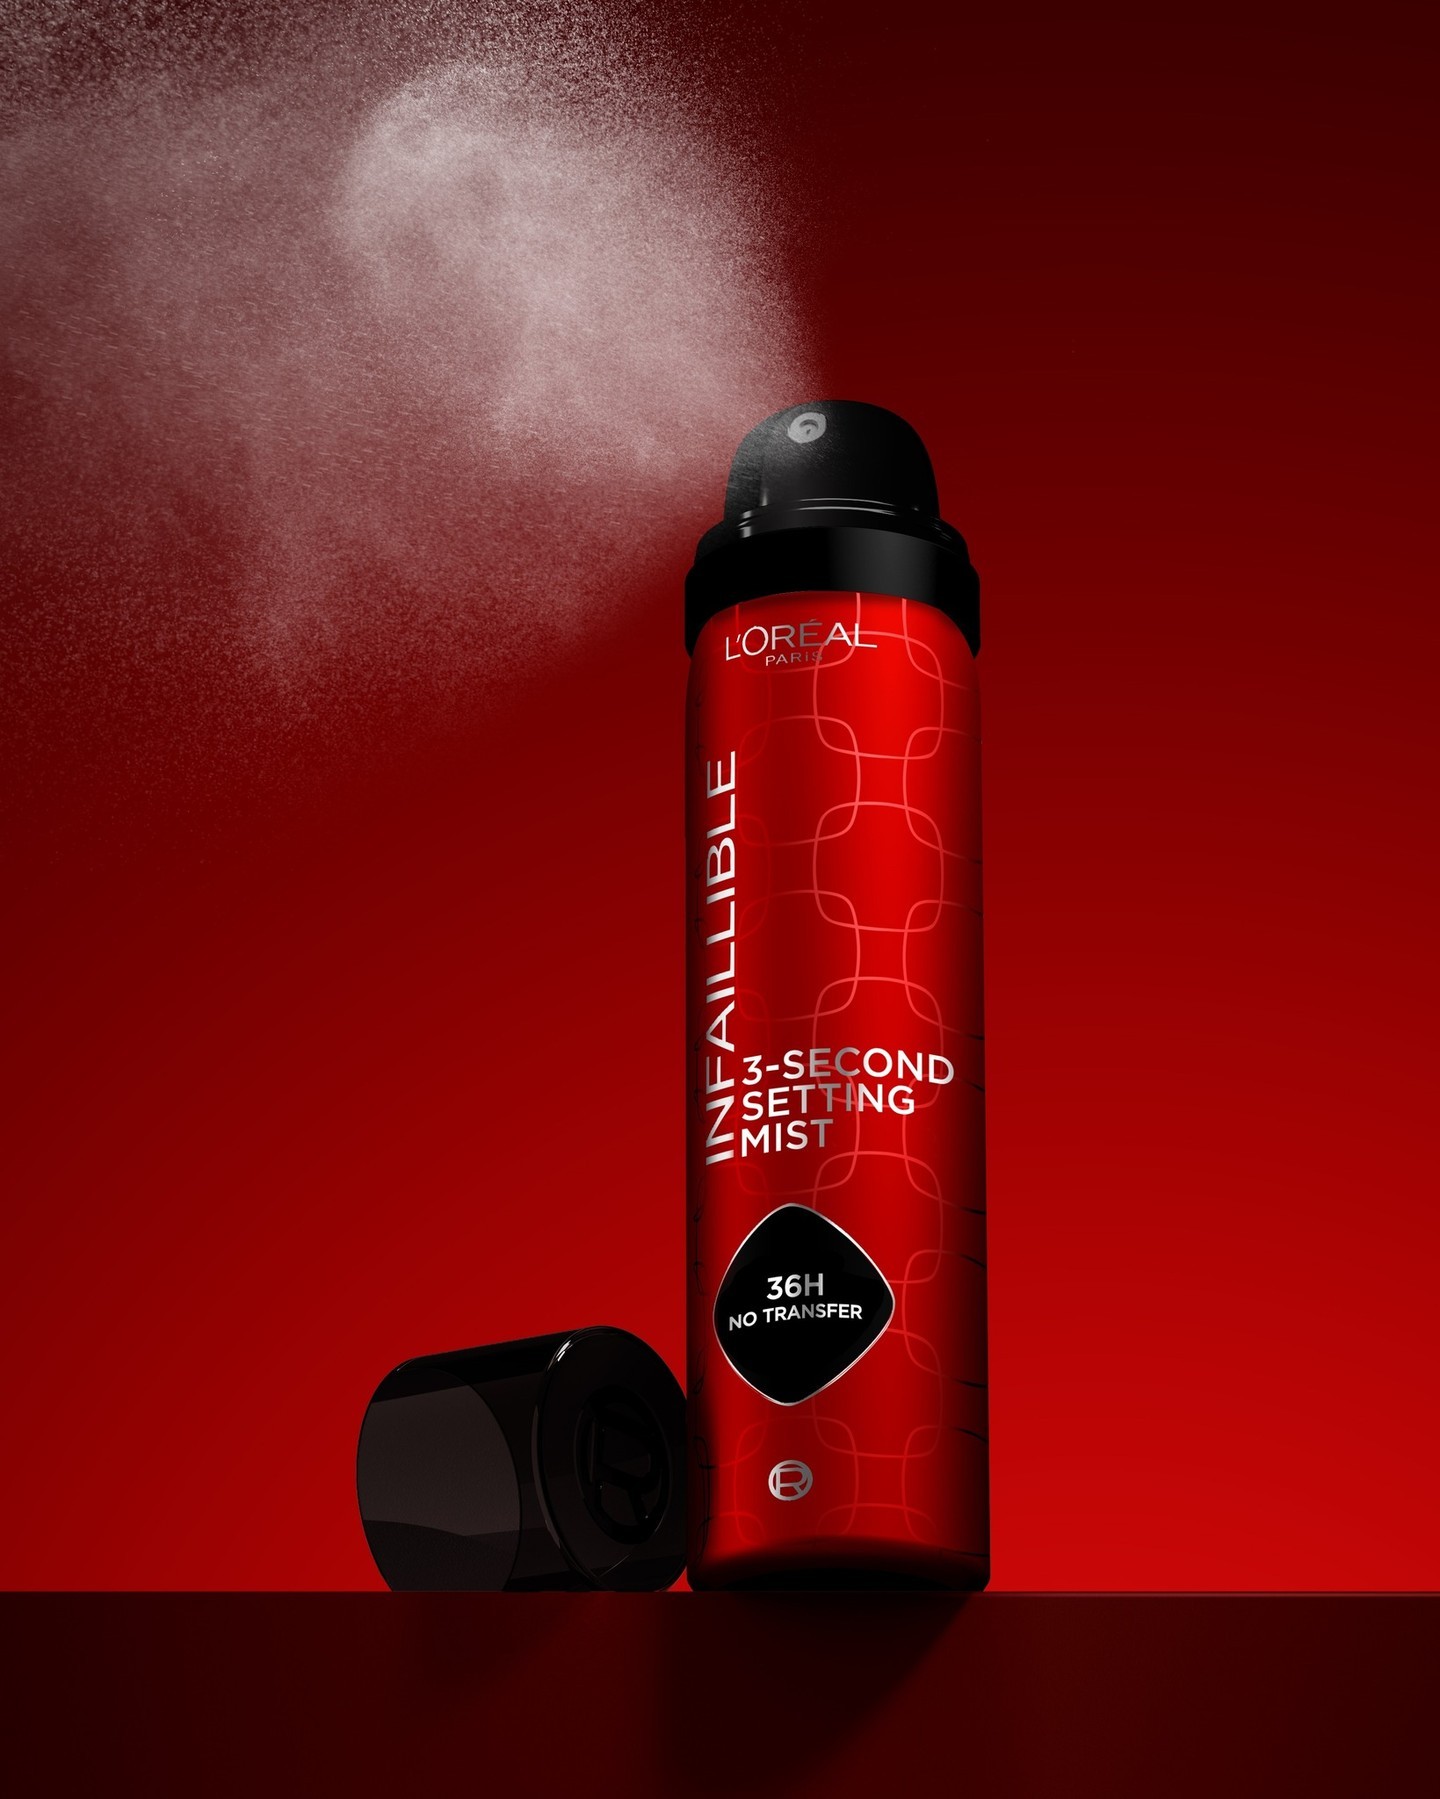 L'ORÉAL
PARIS
INFAILLIBLE
3-SECOND
SETTING
MIST
36H
NO TRANSFER